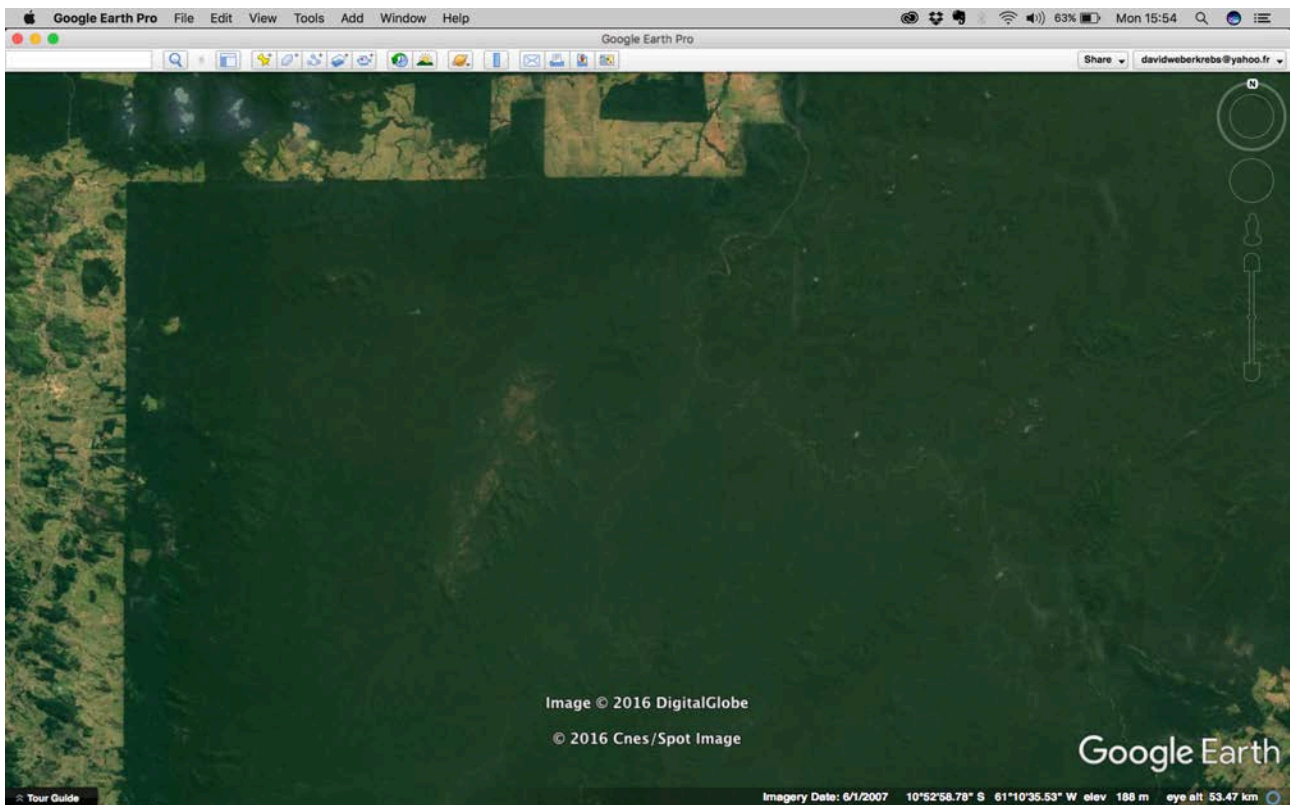 Google Earth Pro File Edit View Tools Add Window Help 63% Mon 15:54
Google Earth Pro
Share davidweberkrebs@yahoo.fr
N
Image © 2016 DigitalGlobe
© 2016 Cnes/Spot Image
Google Earth
Tour Guide Imagery Date: 6/1/2007 10°52'58.78" S 61°10'35.53" W elev 188 m eye alt 53.47 km